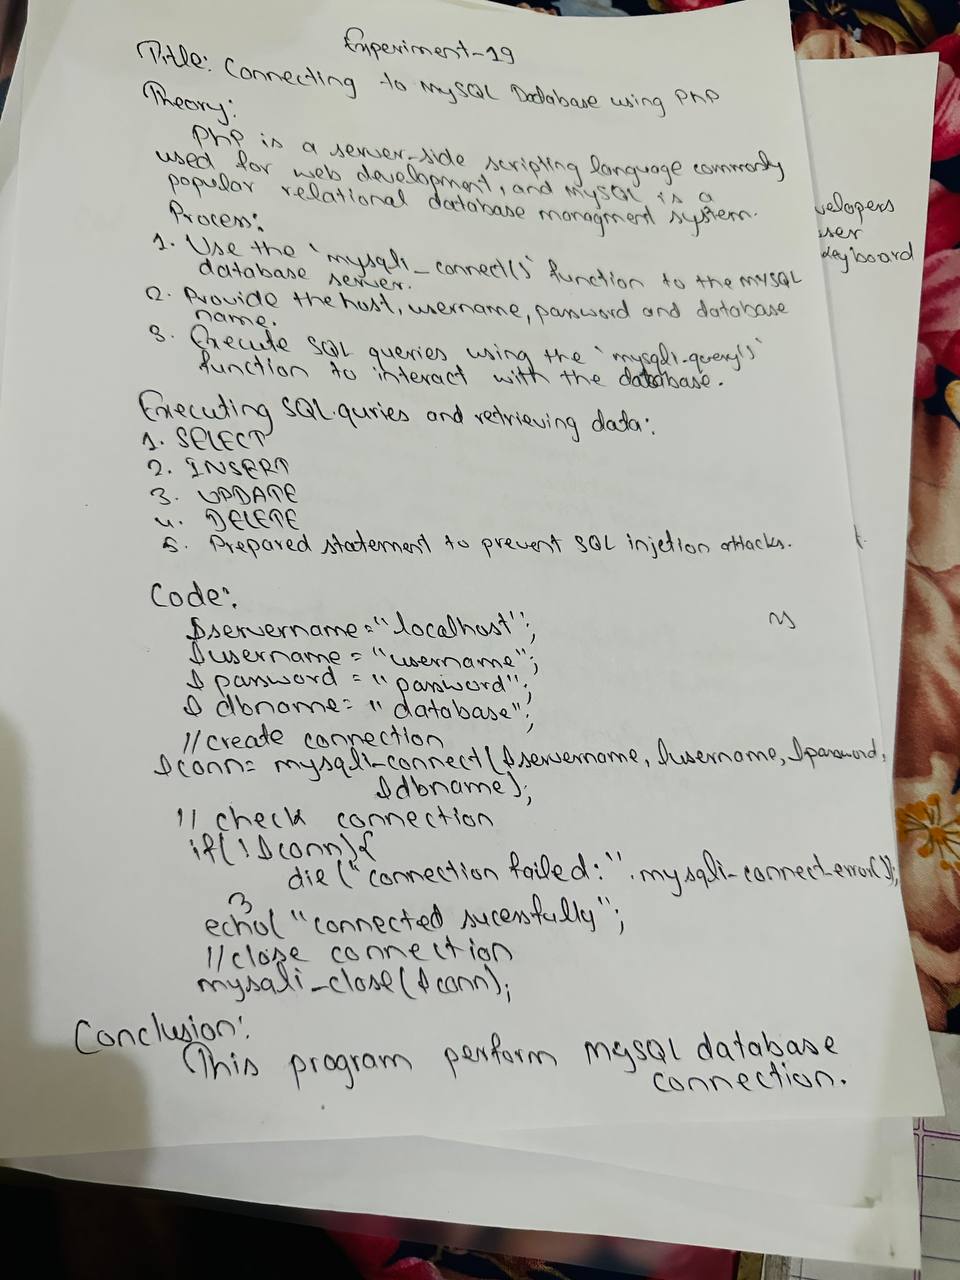 Experiment-19
Title: Connecting to MySQL Database using PhP
Theory:
PhP is a server-side scripting language commonly
used for web development, and MySQL is a
popular relational database managment system.
Process:
1. Use the `mysqli_connect()` function to the MYSQL
database server.
2. Provide the host, username, password and database
name.
3. Execute SQL queries using the `mysqli-query()`
function to interact with the database.
Executing SQL quries and retrieving data:
1. SELECT
2. INSERT
3. UPDATE
4. DELETE
5. Prepared statement to prevent SQL injetion attacks.
Code:
$servername="localhost";
$username = "username";
$ password = "password";
$ dbname= "database";
//create connection
$conn= mysqli-connect($servername, $username, $password,
$dbname);
// check connection
if(!$conn){
die("connection failed:".mysqli-connect-error());
}
echo("connected sucessfully";
//close connection
mysqli_close($conn);
Conclusion:
This program perform mysQL database
connection.
velopers
ser
keyboard